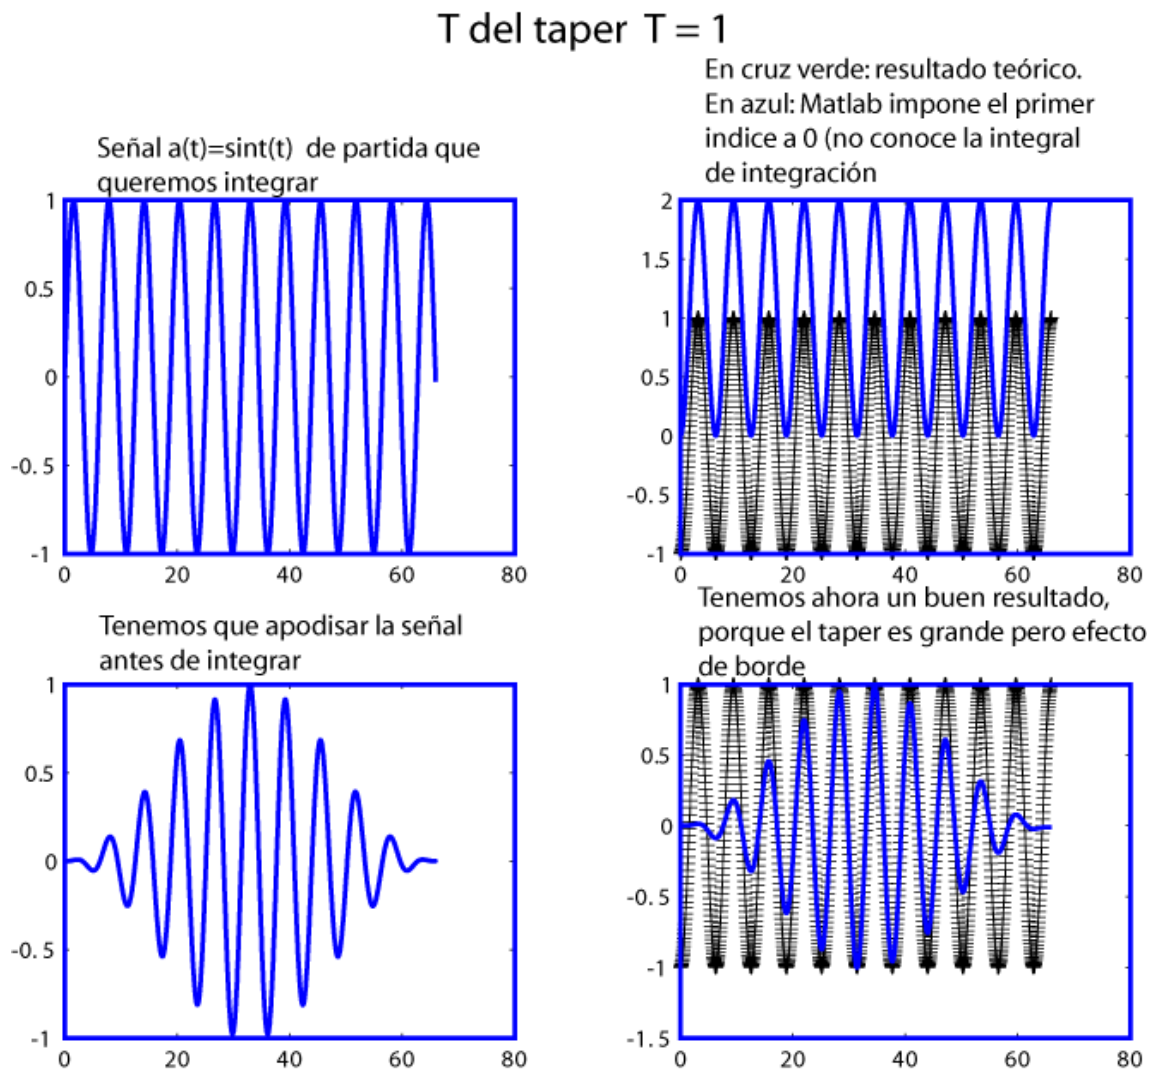 T del taper T = 1
Señal a(t)=sint(t) de partida que
queremos integrar
1
0.5
0
-0.5
-1
0 20 40 60 80
En cruz verde: resultado teórico.
En azul: Matlab impone el primer
indice a 0 (no conoce la integral
de integración
2
1.5
1
0.5
0
-0.5
-1
0 20 40 60 80
Tenemos que apodisar la señal
antes de integrar
1
0.5
0
-0.5
-1
0 20 40 60 80
Tenemos ahora un buen resultado,
porque el taper es grande pero efecto
de borde
1
0.5
0
-0.5
-1
-1.5
0 20 40 60 80